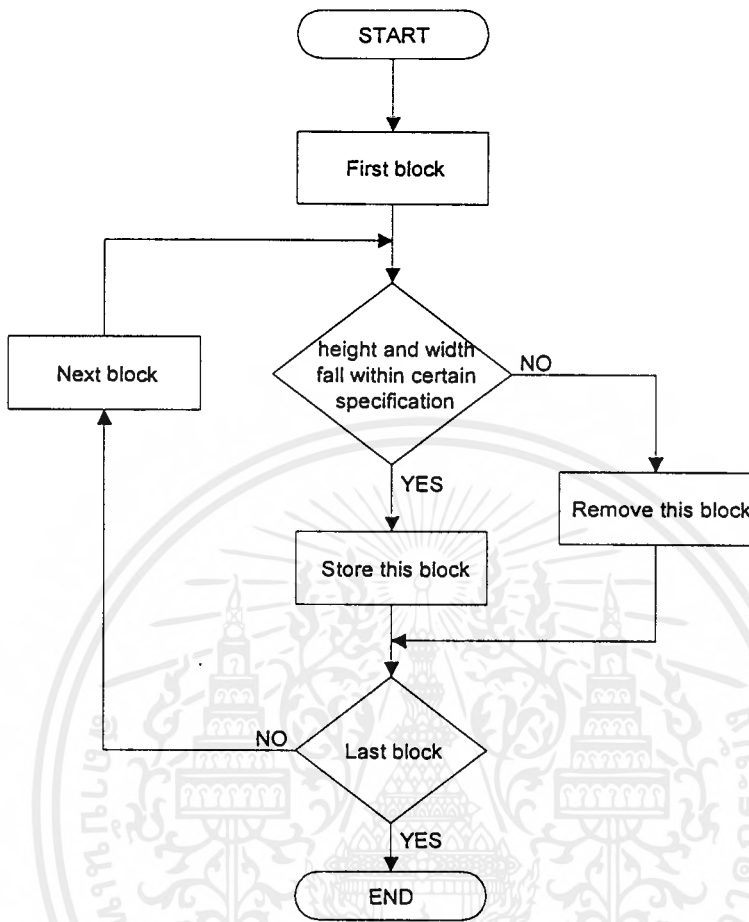 START
First block
height and width
fall within certain
specification
NO
Next block
YES
Remove this block
Store this block
NO
Last block
YES
END